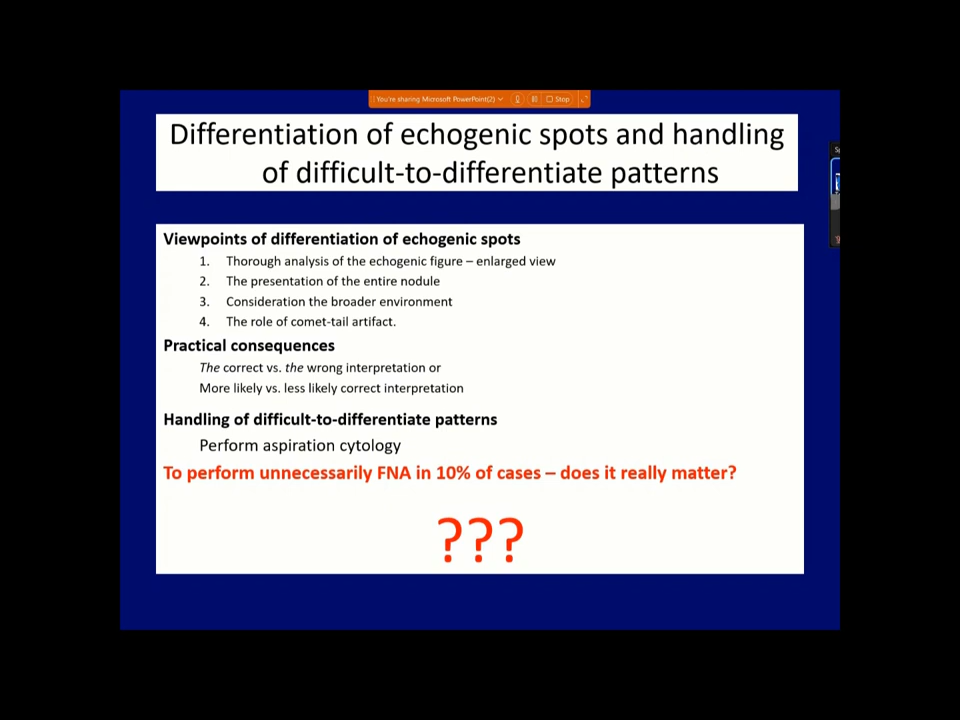 You're sharing Microsoft PowerPoint(2)
Stop
Differentiation of echogenic spots and handling
of difficult-to-differentiate patterns
Viewpoints of differentiation of echogenic spots
1. Thorough analysis of the echogenic figure – enlarged view
2. The presentation of the entire nodule
3. Consideration the broader environment
4. The role of comet-tail artifact.
Practical consequences
The correct vs. the wrong interpretation or
More likely vs. less likely correct interpretation
Handling of difficult-to-differentiate patterns
Perform aspiration cytology
To perform unnecessarily FNA in 10% of cases – does it really matter?
???